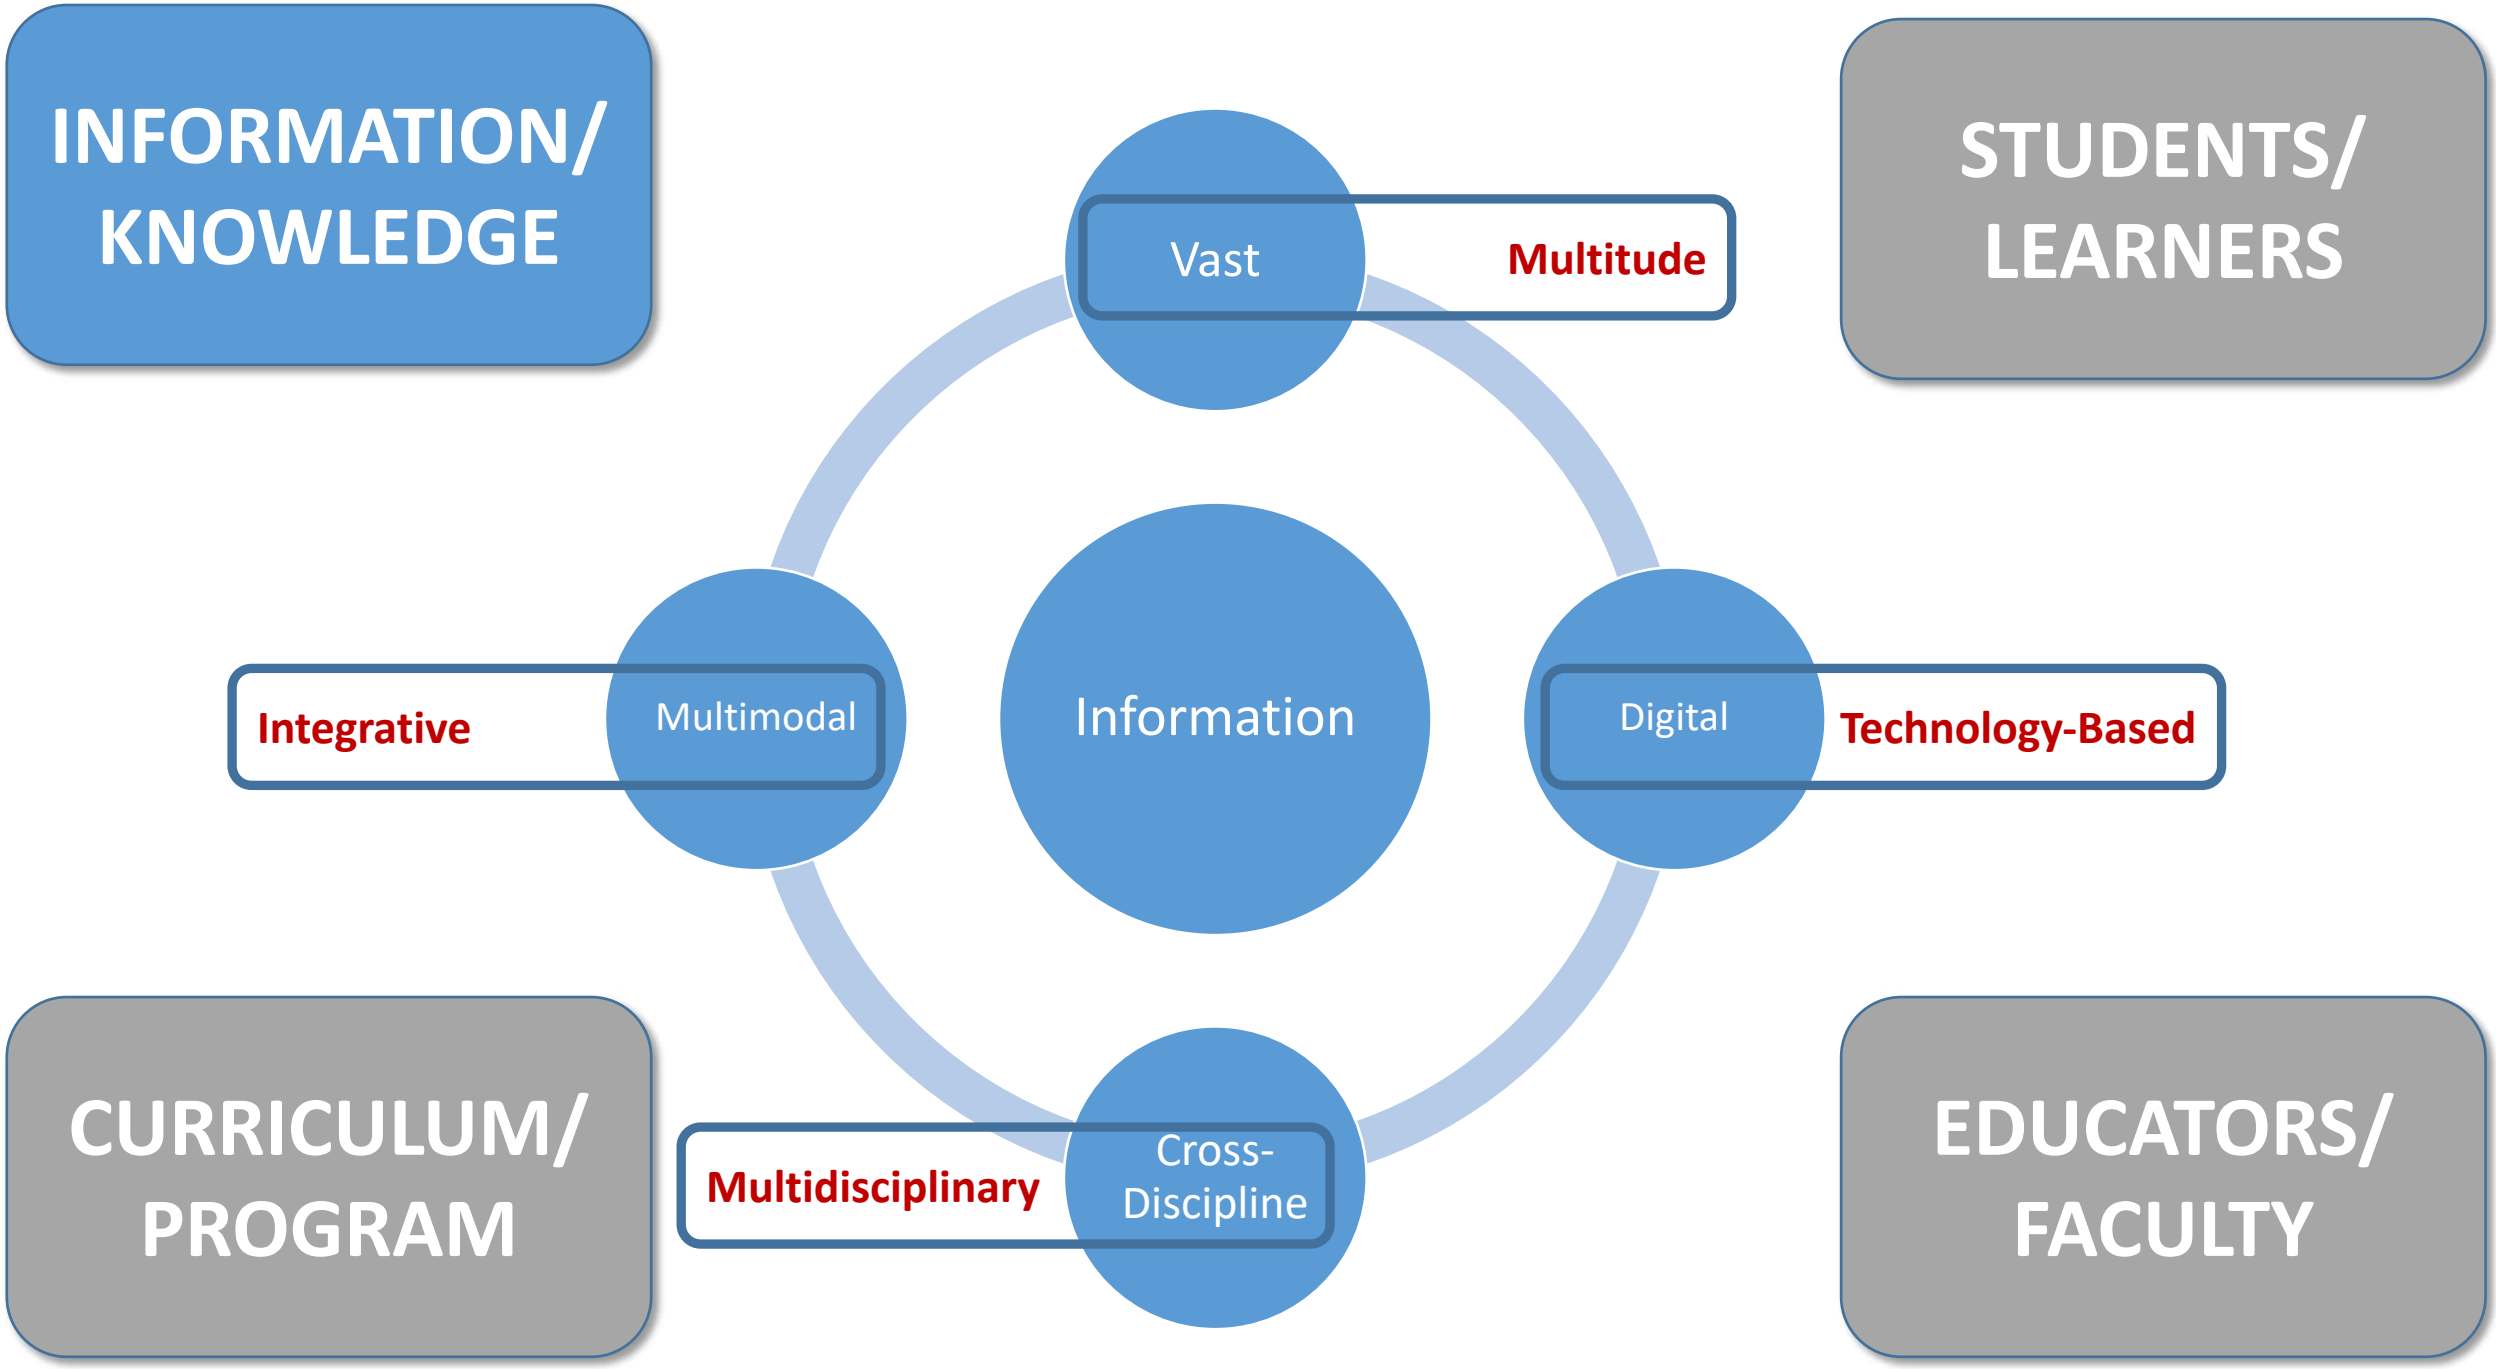 INFORMATION/
KNOWLEDGE
STUDENTS/
LEARNERS
Vast
Multitude
Integrative
Multimodal
Information
Digital
Technology-Based
CURRICULUM/
PROGRAM
Multidisciplinary
Cross-
Discipline
EDUCATORS/
FACULTY